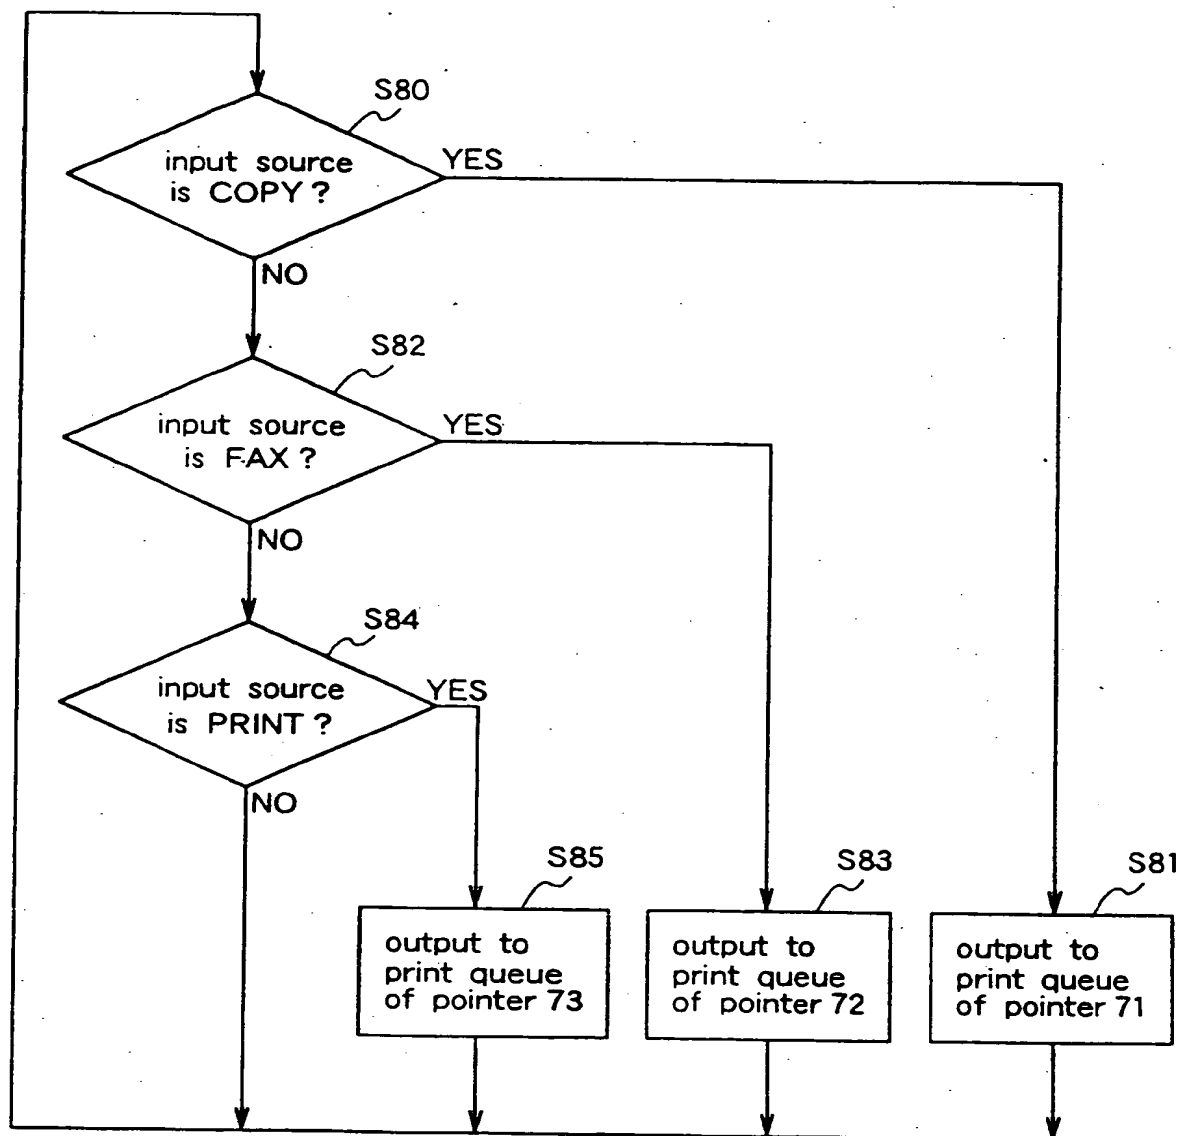 S80
input source
is COPY ?
YES
NO
S82
input source
is FAX ?
YES
NO
S84
input source
is PRINT ?
YES
NO
S85
output to
print queue
of pointer 73
S83
output to
print queue
of pointer 72
S81
output to
print queue
of pointer 71